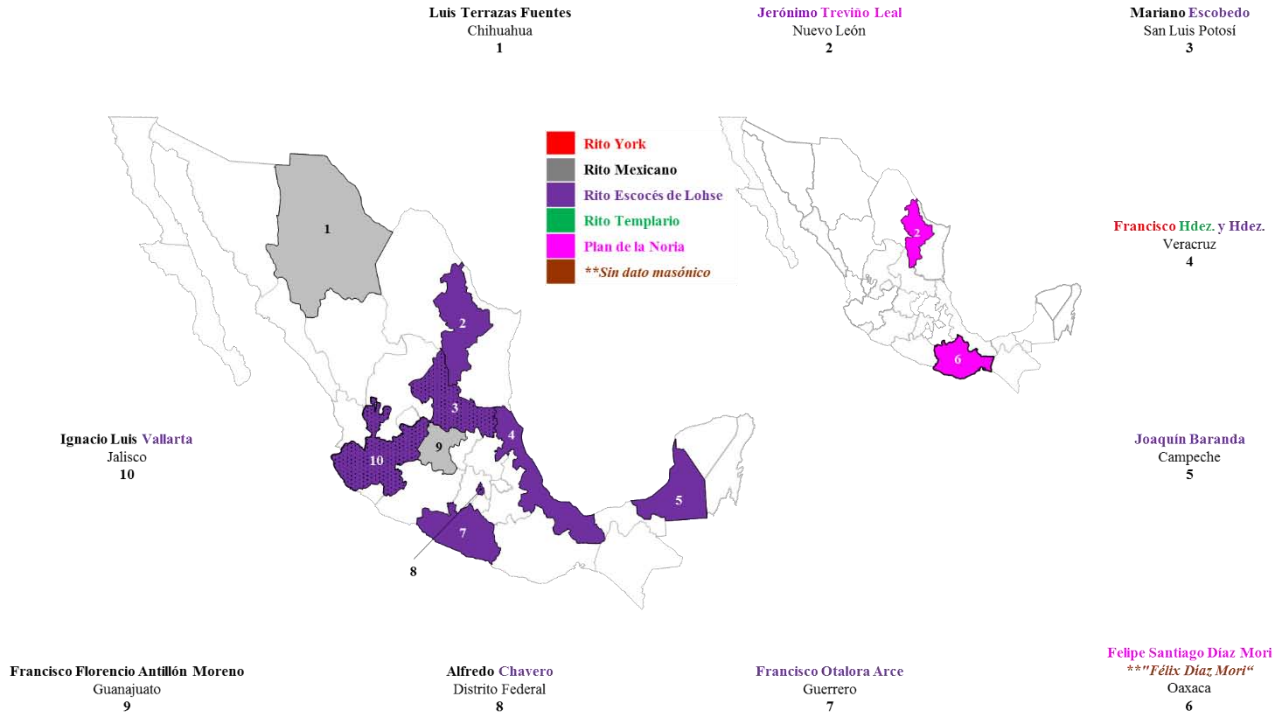 Luis Terrazas Fuentes
Chihuahua
1
Jerónimo Treviño Leal
Nuevo León
2
Mariano Escobedo
San Luis Potosí
3
Rito York
Rito Mexicano
Rito Escocés de Lohse
Rito Templario
Plan de la Noria
**Sin dato masónico
1
2
3
4
5
7
8
9
10
2
6
Francisco Hdez. y Hdez.
Veracruz
4
Ignacio Luis Vallarta
Jalisco
10
Joaquín Baranda
Campeche
5
Francisco Florencio Antillón Moreno
Guanajuato
9
Alfredo Chavero
Distrito Federal
8
Francisco Otalora Arce
Guerrero
7
Felipe Santiago Díaz Mori
**"Félix Díaz Mori“
Oaxaca
6